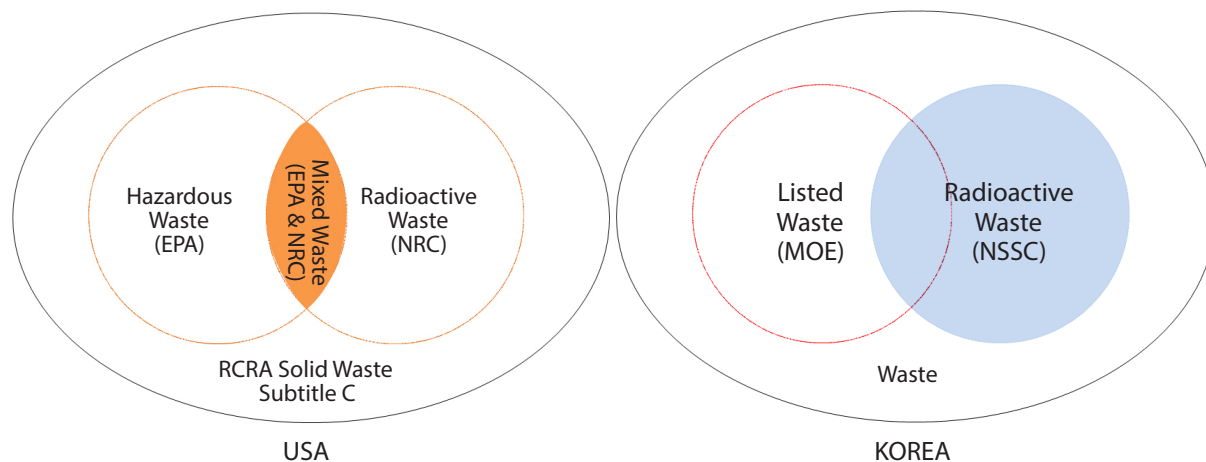 Hazardous
Waste
(EPA)
Mixed Waste
(EPA & NRC)
Radioactive
Waste
(NRC)
RCRA Solid Waste
Subtitle C
USA
Listed
Waste
(MOE)
Radioactive
Waste
(NSSC)
Waste
KOREA